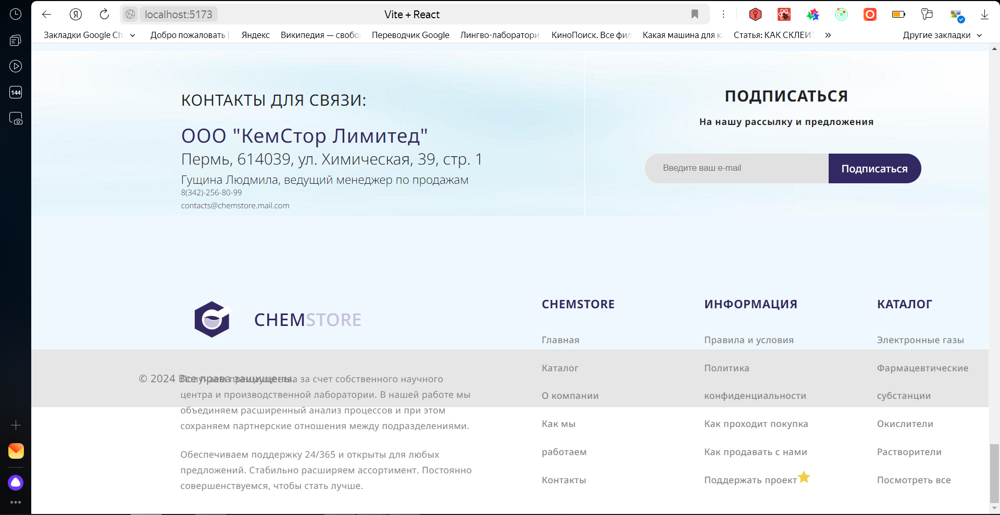 localhost:5173
Vite + React
Закладки Google Ch
Добро пожаловать |
Яндекс
Википедия — свобо
Переводчик Google
Лингво-лаборатори
КиноПоиск. Все фил
Какая машина для к
Статья: КАК СКЛЕИТ
»
Другие закладки
144
КОНТАКТЫ ДЛЯ СВЯЗИ:
ООО "КемСтор Лимитед"
Пермь, 614039, ул. Химическая, 39, стр. 1
Гущина Людмила, ведущий менеджер по продажам
8(342)-256-80-99
contacts@chemstore.mail.com
ПОДПИСАТЬСЯ
На нашу рассылку и предложения
Введите ваш e-mail
Подписаться
CHEMSTORE
© 2024 Все права защищены.
за счет собственного научного
центра и производственной лаборатории. В нашей работе мы
объединяем расширенный анализ процессов и при этом
сохраняем партнерские отношения между подразделениями.
Обеспечиваем поддержку 24/365 и открыты для любых
предложений. Стабильно расширяем ассортимент. Постоянно
совершенствуемся, чтобы стать лучше.
CHEMSTORE
Главная
Каталог
О компании
Как мы
работаем
Контакты
ИНФОРМАЦИЯ
Правила и условия
Политика
конфиденциальности
Как проходит покупка
Как продавать с нами
Поддержать проект
КАТАЛОГ
Электронные газы
Фармацевтические
субстанции
Окислители
Растворители
Посмотреть все